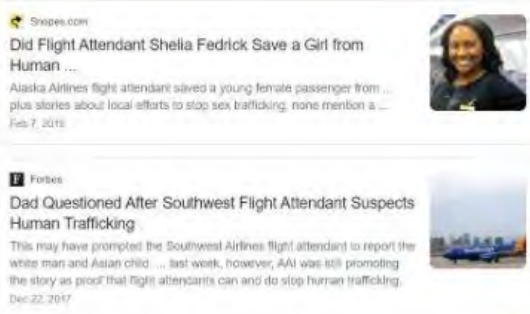 Snopes.com
Did Flight Attendant Shelia Fedrick Save a Girl from
Human ...
Alaska Airlines flight attendant saved a young female passenger from ...
plus stories about local efforts to stop sex trafficking, none mention a ...
Feb 7,
F Forbes
Dad Questioned After Southwest Flight Attendant Suspects
Human Trafficking
This may have prompted the Southwest Airlines flight attendant to report the
white man and Asian child. ... last week, however, AAI was still promoting
the story as proof that flight attendants can and do stop human trafficking.
Dec 22, 2017